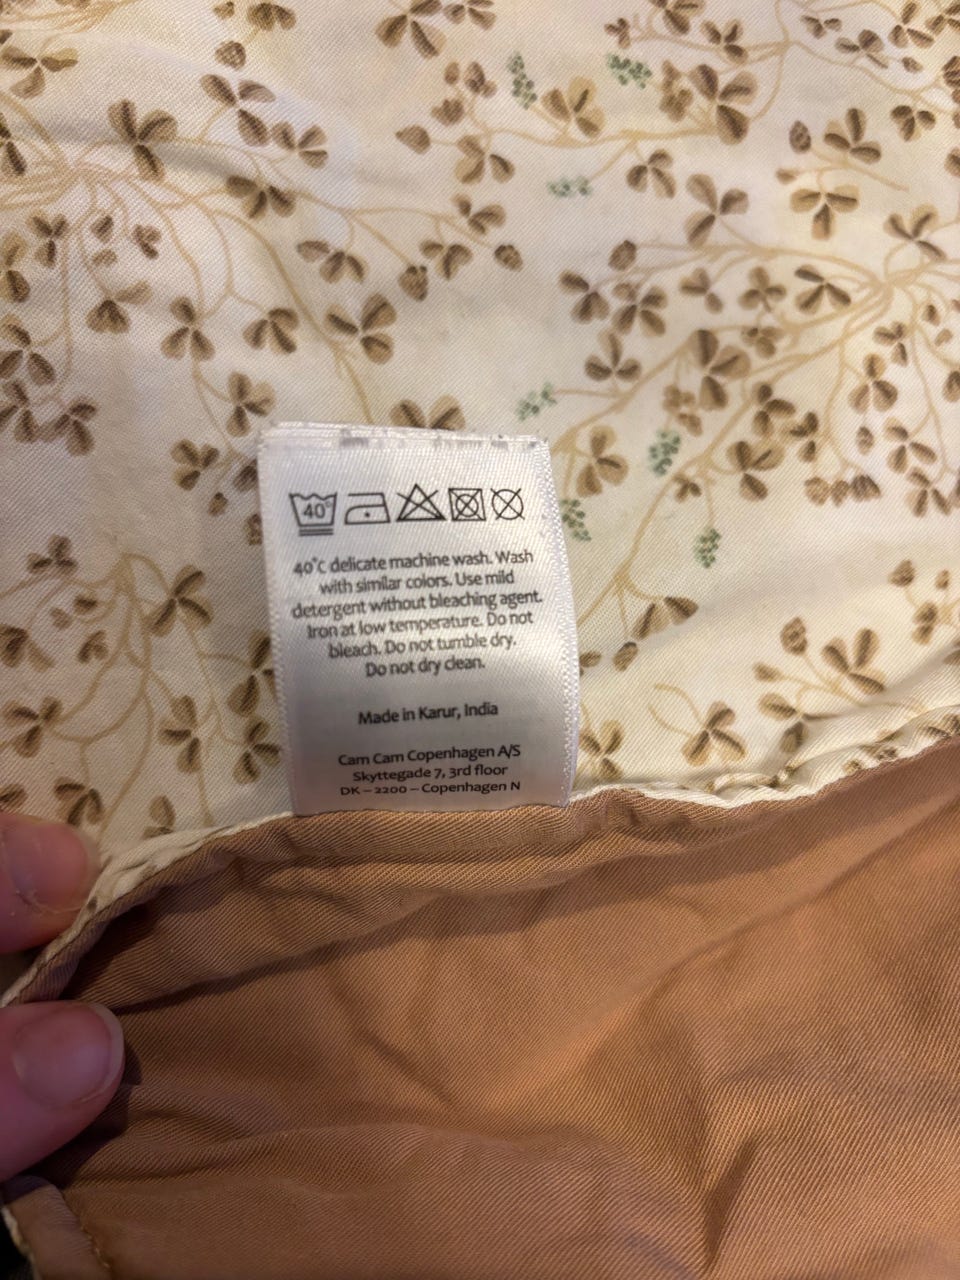 40°
40°C delicate machine wash. Wash
with similar colors. Use mild
detergent without bleaching agent.
Iron at low temperature. Do not
bleach. Do not tumble dry.
Do not dry clean.
Made in Karur, India
Cam Cam Copenhagen A/S
Skyttegade 7, 3rd floor
DK – 2200 – Copenhagen N